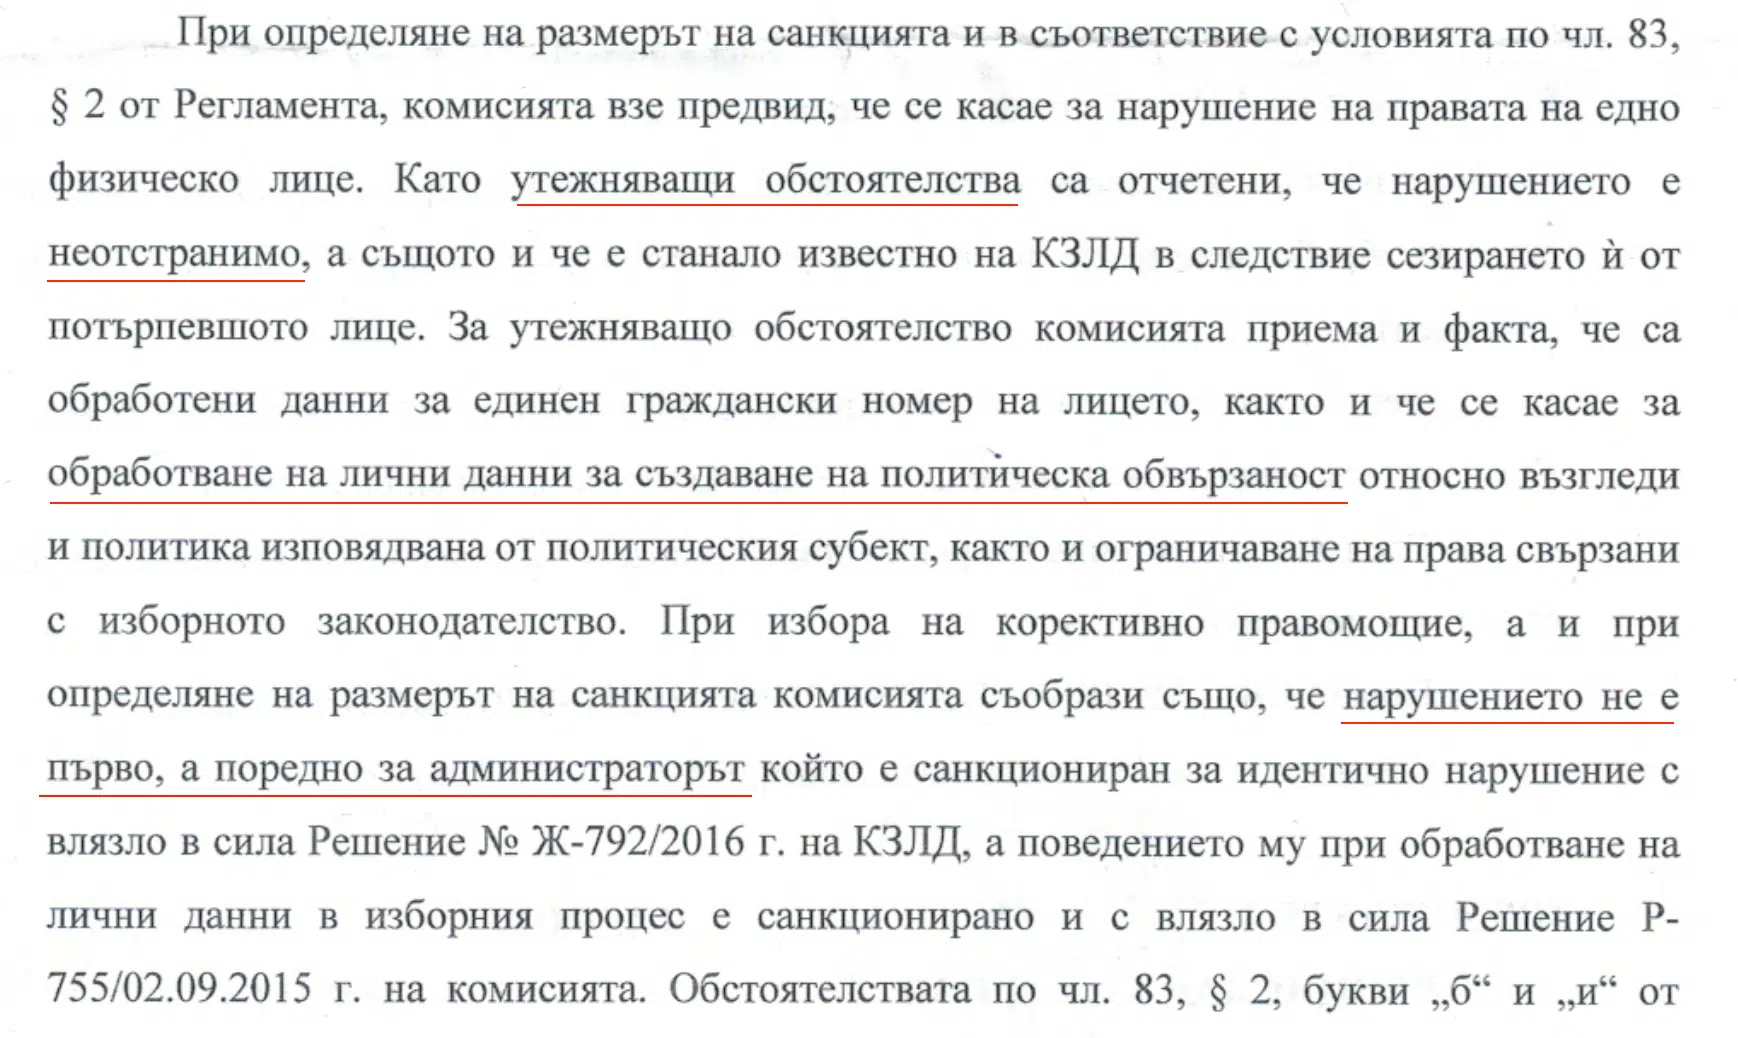 При определяне на размерът на санкцията и в съответствие с условията по чл. 83,
§ 2 от Регламента, комисията взе предвид, че се касае за нарушение на правата на едно
физическо лице. Като утежняващи обстоятелства са отчетени, че нарушението е
неотстранимо, а същото и че е станало известно на КЗЛД в следствие сезирането ѝ от
потърпевшото лице. За утежняващо обстоятелство комисията приема и факта, че са
обработени данни за единен граждански номер на лицето, както и че се касае за
обработване на лични данни за създаване на политическа обвързаност относно възгледи
и политика изповядвана от политическия субект, както и ограничаване на права свързани
с изборното законодателство. При избора на корективно правомощие, а и при
определяне на размерът на санкцията комисията съобрази също, че нарушението не е
първо, а поредно за администраторът който е санкциониран за идентично нарушение с
влязло в сила Решение № Ж-792/2016 г. на КЗЛД, а поведението му при обработване на
лични данни в изборния процес е санкционирано и с влязло в сила Решение Р-
755/02.09.2015 г. на комисията. Обстоятелствата по чл. 83, § 2, букви „б“ и „и“ от